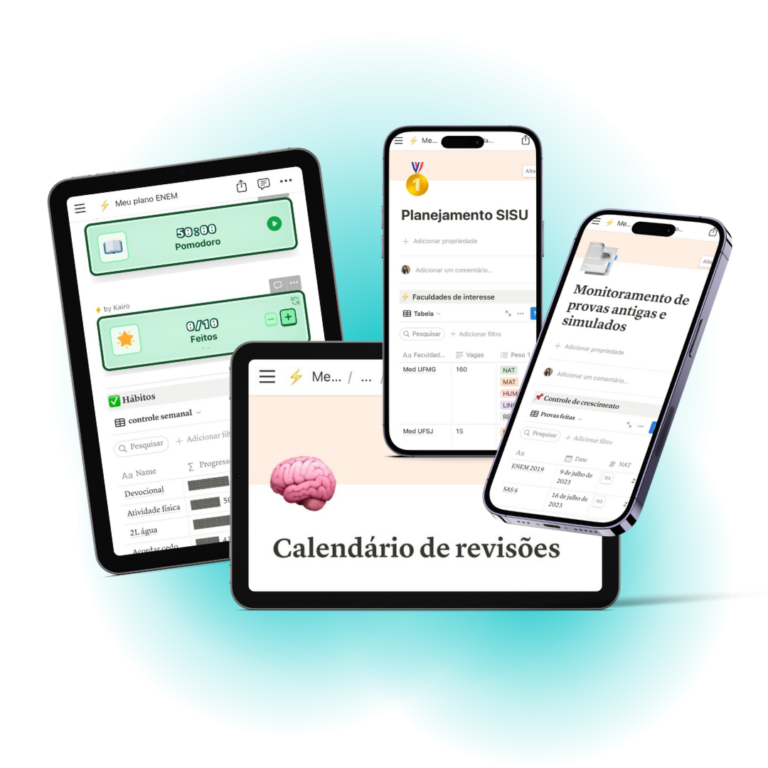 Meu plano ENEM
50:00
Pomodoro
by Kairo
0/10
Feitos
Hábitos
controle semanal
Pesquisar
Adicionar
Aa Name
Σ Progress
Devocional
Atividade física
2L água
Acordar cedo
Me... / ... /
Calendário de revisões
Me...
Planejamento SISU
+ Adicionar propriedade
Adicionar um comentário...
Faculdades de interesse
Tabela
Pesquisar
+ Adicionar filtro
Aa Faculdad...
Vagas
Peso 1
Med UFMG
160
NAT
MAT
HUM
Med UFSJ
15
Me...
Monitoramento de
provas antigas e
simulados
+ Adicionar propriedade
Adicionar um comentário...
Controle de crescimento
Provas feitas
Pesquisar
+ Adicionar filtro
Aa
Date
# NAT
ENEM 2019
9 de julho de
2023
SAS 6
16 de julho de
2023